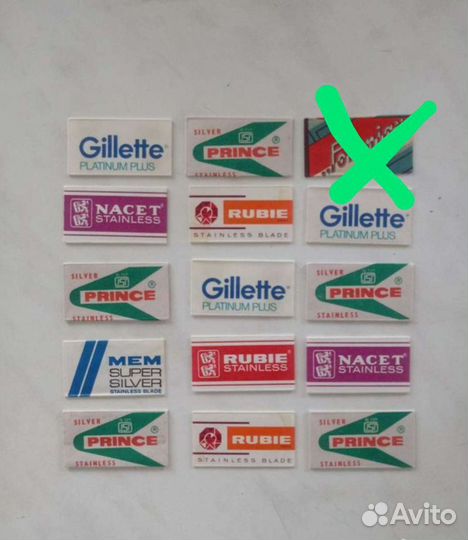 Gillette®
PLATINUM PLUS
SILVER
PRINCE®
STAINLESS
NACET®
STAINLESS
RUBIE
STAINLESS BLADE
Gillette®
PLATINUM PLUS
SILVER
PRINCE®
STAINLESS
Gillette®
PLATINUM PLUS
SILVER
PRINCE®
STAINLESS
MEM
SUPER
SILVER
STAINLESS BLADE
RUBIE®
STAINLESS
NACET®
STAINLESS
SILVER
PRINCE®
STAINLESS
RUBIE
STAINLESS BLADE
SILVER
PRINCE®
STAINLESS
Avito